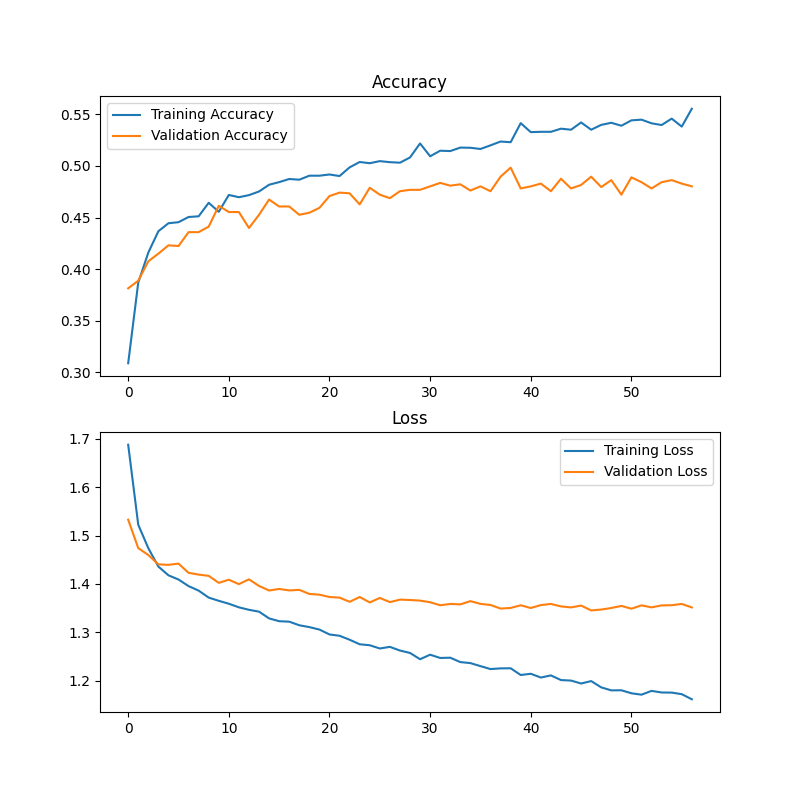 Accuracy
Training Accuracy
Validation Accuracy
0.55
0.50
0.45
0.40
0.35
0.30
0 10 20 30 40 50
Loss
Training Loss
Validation Loss
1.7
1.6
1.5
1.4
1.3
1.2
0 10 20 30 40 50